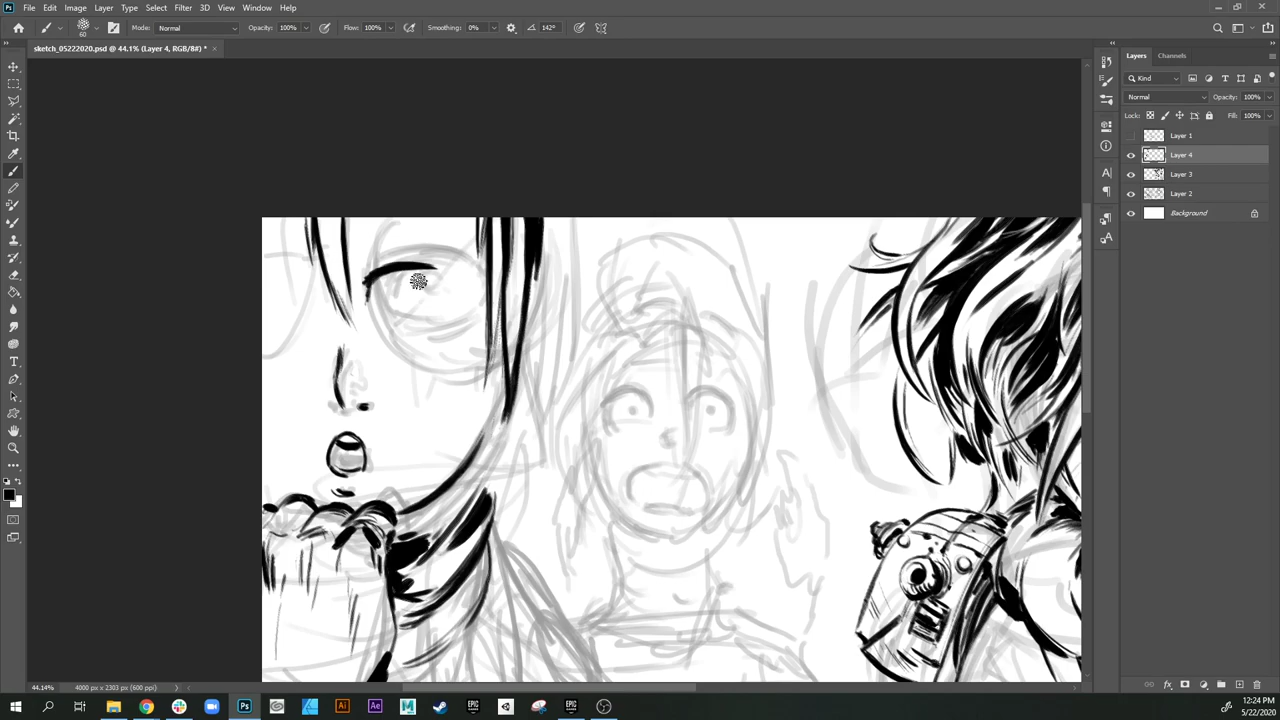 File Edit Image Layer Type Select Filter 3D View Window Help
60 Mode: Normal Opacity: 100% Flow: 100% Smoothing: 0% 142°
sketch_05222020.psd @ 44.1% (Layer 4, RGB/8#) *
Layers Channels
Kind
Normal Opacity: 100%
Lock: Fill: 100%
Layer 1
Layer 4
Layer 3
Layer 2
Background
44.14% 4000 px x 2303 px (600 ppi)
12:24 PM
5/22/2020